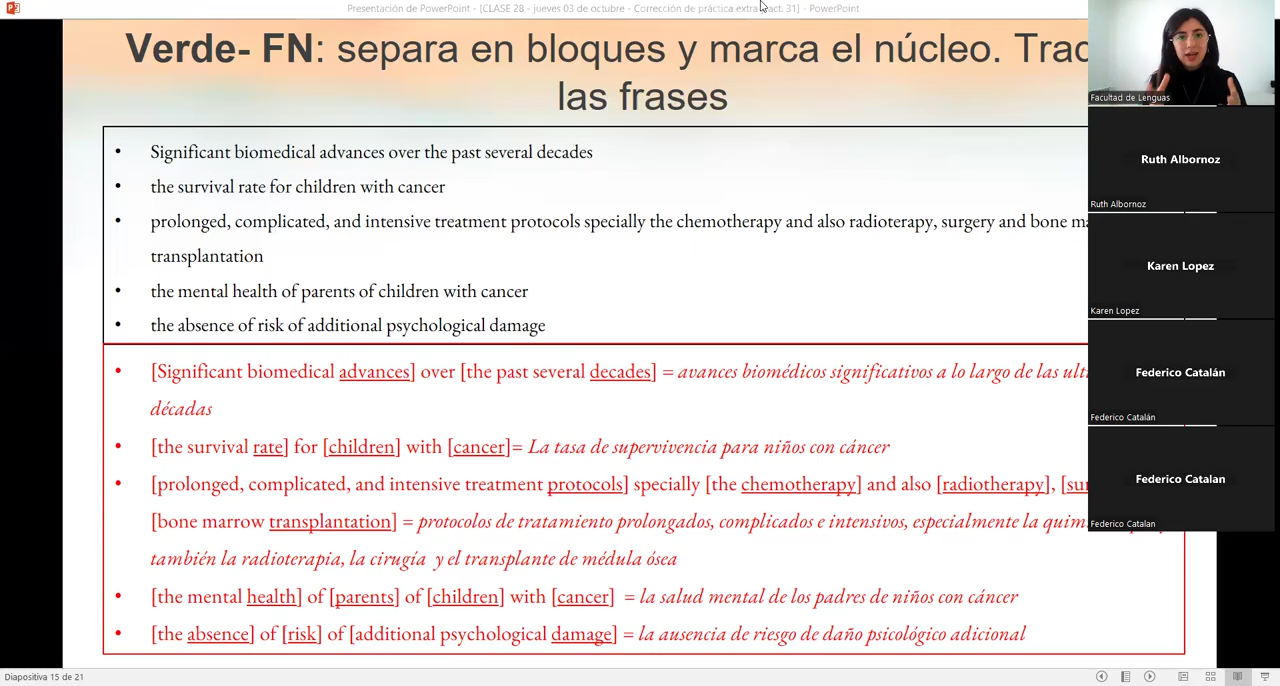 Presentación de PowerPoint - [CLASE 28 - jueves 03 de octubre - Corrección de práctica extra act. 31] - PowerPoint
Verde- FN: separa en bloques y marca el núcleo.
las frases
• Significant biomedical advances over the past several decades
• the survival rate for children with cancer
• prolonged, complicated, and intensive treatment protocols specially the chemotherapy and also radioterapy, surgery and bone
transplantation
• the mental health of parents of children with cancer
• the absence of risk of additional psychological damage
• [Significant biomedical advances] over [the past several decades] = avances biomédicos significativos a lo largo de las
décadas
• [the survival rate] for [children] with [cancer]= La tasa de supervivencia para niños con cáncer
• [prolonged, complicated, and intensive treatment protocols] specially [the chemotherapy] and also [radiotherapy],
[bone marrow transplantation] = protocolos de tratamiento prolongados, complicados e intensivos, especialmente la
también la radioterapia, la cirugía y el transplante de médula ósea
• [the mental health] of [parents] of [children] with [cancer] = la salud mental de los padres de niños con cáncer
• [the absence] of [risk] of [additional psychological damage] = la ausencia de riesgo de daño psicológico adicional
Facultad de Lenguas
Ruth Albornoz
Ruth Albornoz
Karen Lopez
Karen Lopez
Federico Catalán
Federico Catalán
Federico Catalan
Federico Catalan
Diapositiva 15 de 21